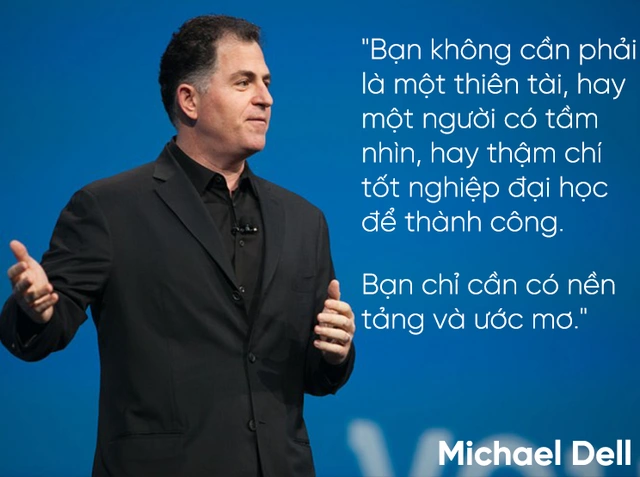 "Bạn không cần phải
là một thiên tài, hay
một người có tầm
nhìn, hay thậm chí
tốt nghiệp đại học
để thành công.
Bạn chỉ cần có nền
tảng và ước mơ."
Michael Dell